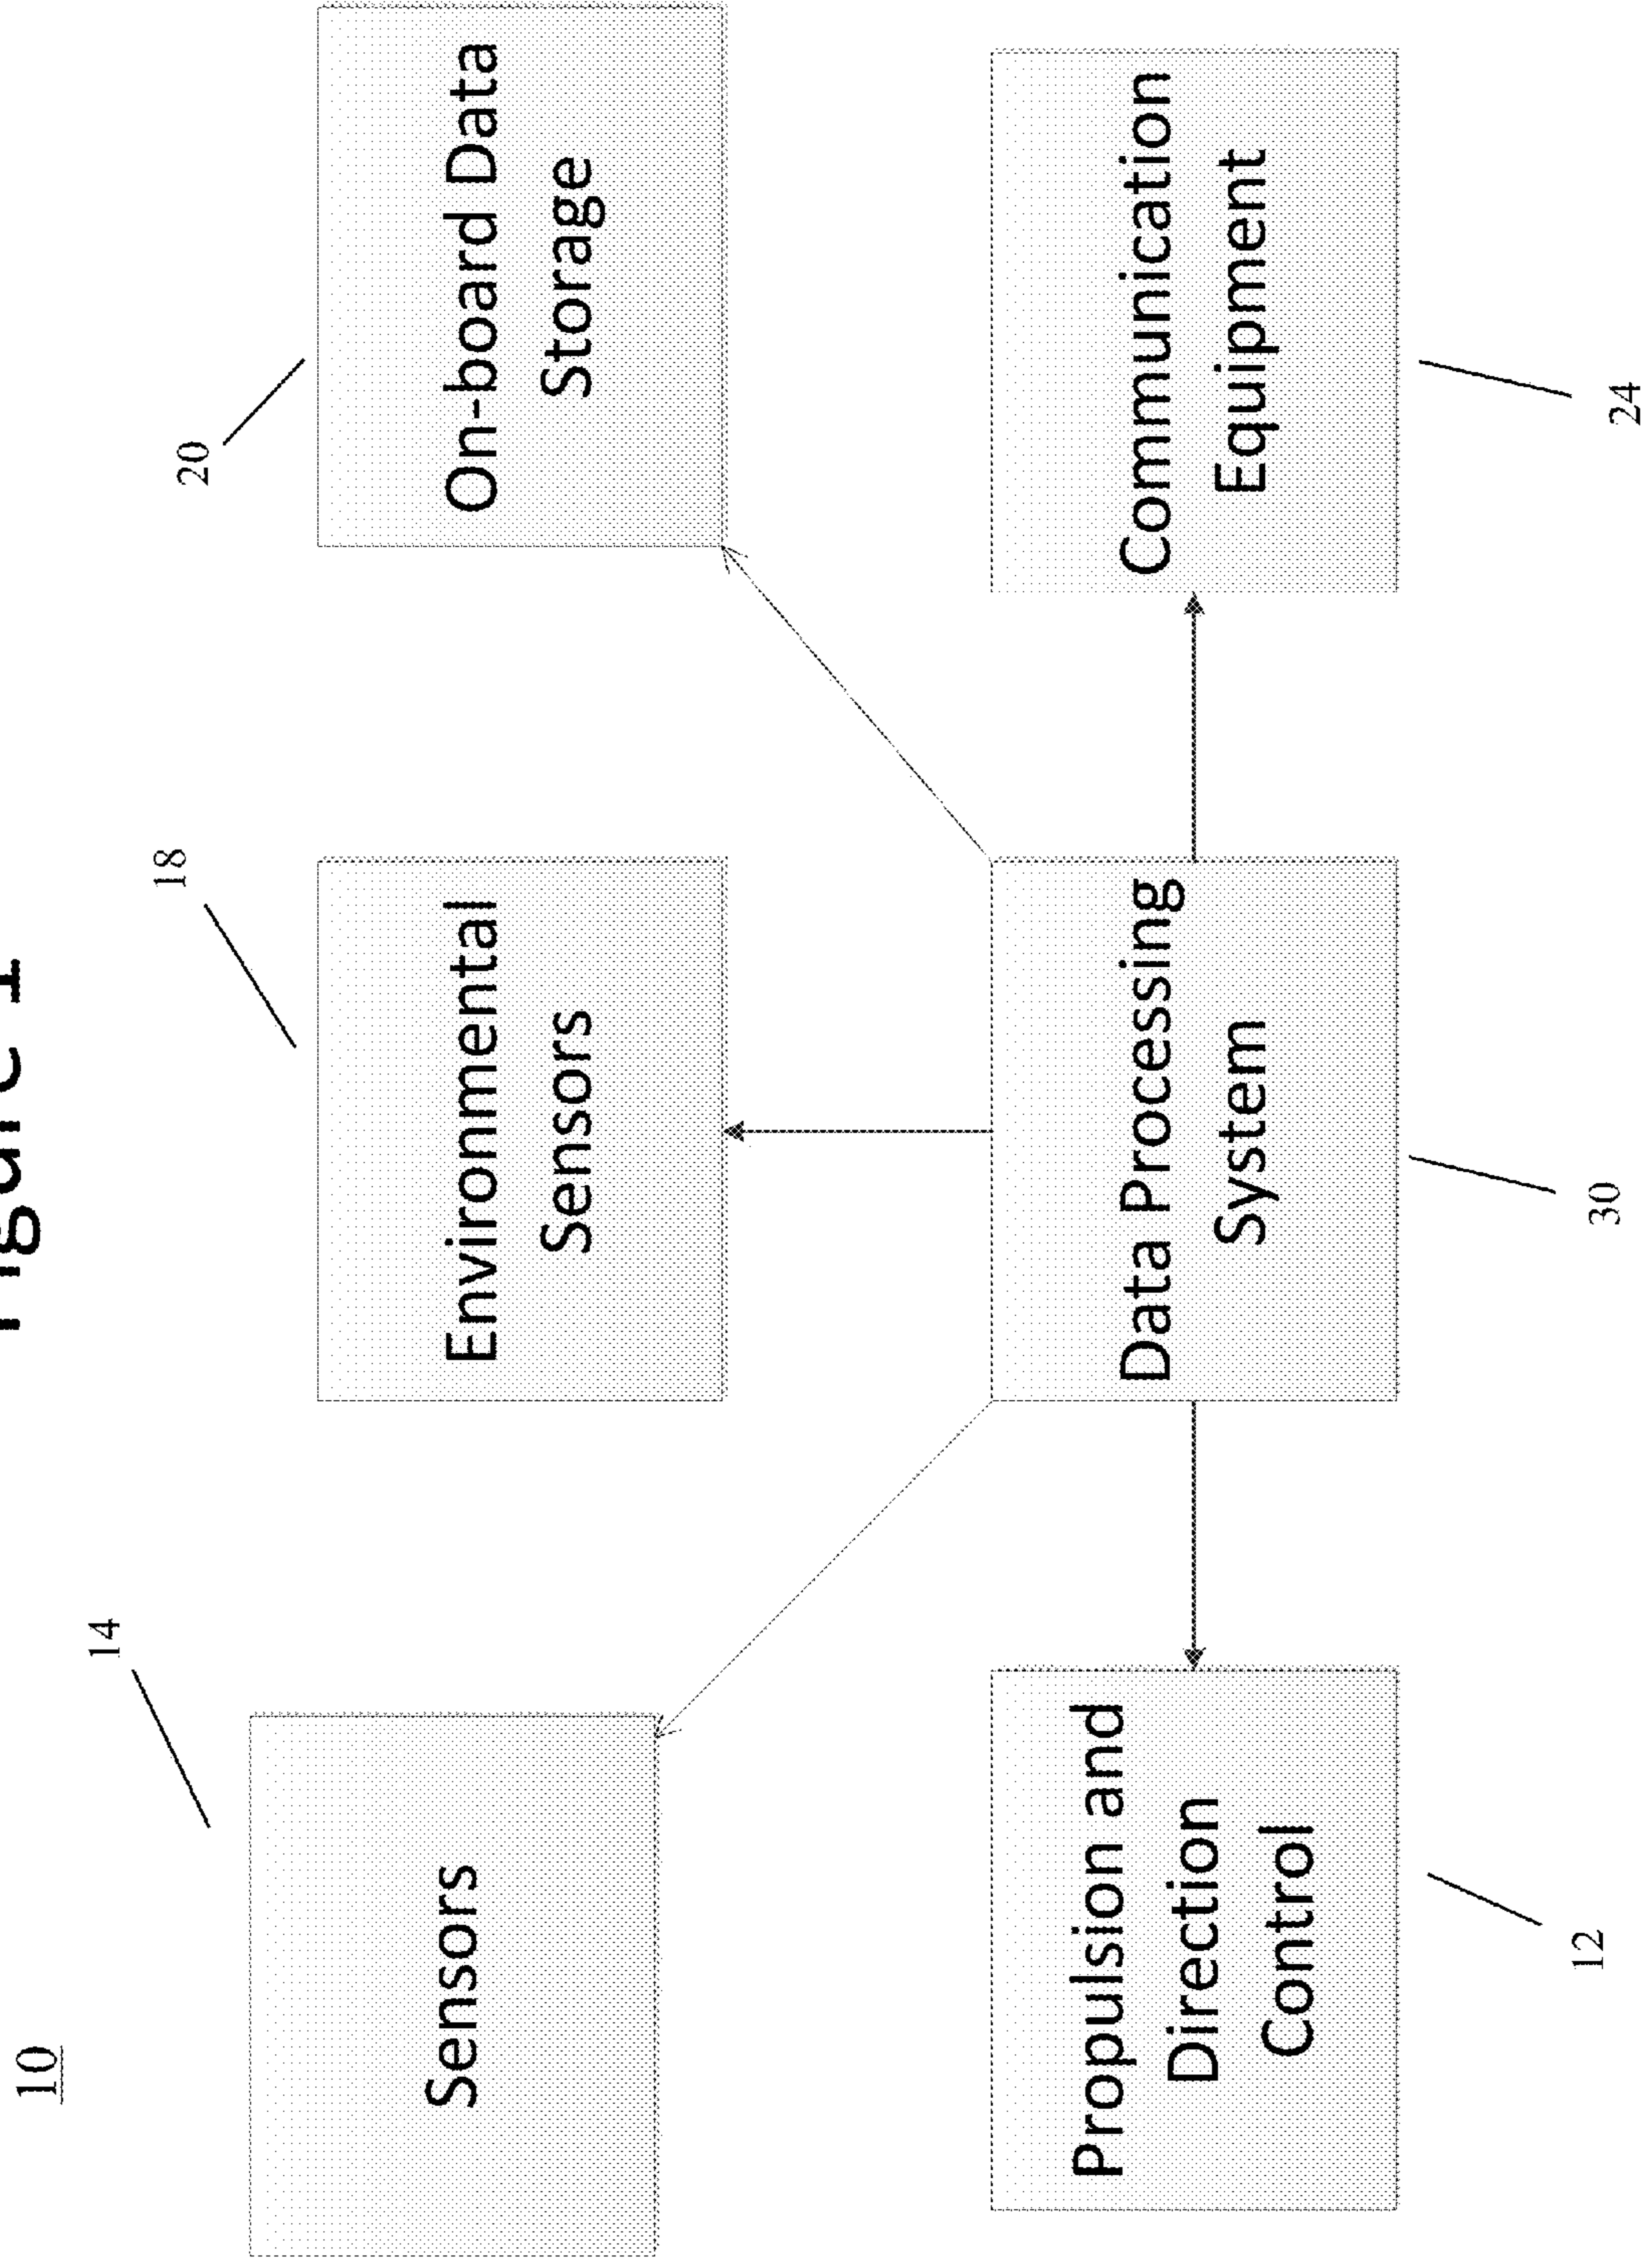 Figure 1
10
14
18
20
Sensors
Environmental
Sensors
On-board Data
Storage
Propulsion and
Direction
Control
Data Processing
System
Communication
Equipment
12
30
24